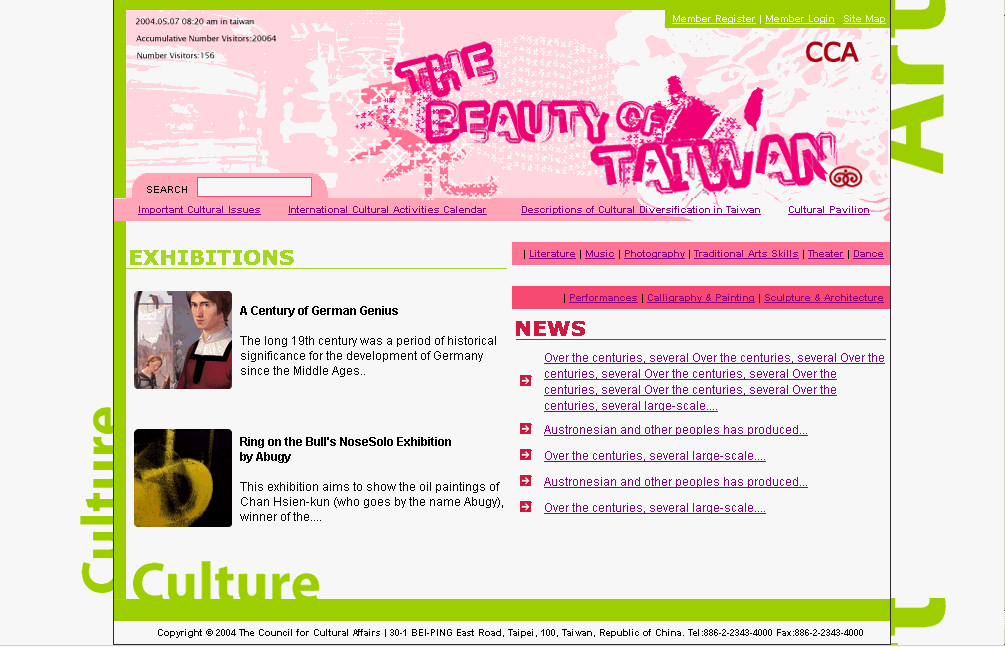 2004.05.07 08:20 am in taiwan
Accumulative Number Visitors:20064
Number Visitors:156
Member Register | Member Login Site Map
CCA
THE
BEAUTY OF
TAIWAN
SEARCH
Important Cultural Issues International Cultural Activities Calendar Descriptions of Cultural Diversification in Taiwan Cultural Pavilion
EXHIBITIONS
A Century of German Genius
The long 19th century was a period of historical
significance for the development of Germany
since the Middle Ages..
Ring on the Bull's NoseSolo Exhibition
by Abugy
This exhibition aims to show the oil paintings of
Chan Hsien-kun (who goes by the name Abugy),
winner of the....
| Literature | Music | Photography | Traditional Arts Skills | Theater | Dance
| Performances | Calligraphy & Painting | Sculpture & Architecture
NEWS
Over the centuries, several Over the centuries, several Over the
centuries, several Over the centuries, several Over the
centuries, several Over the centuries, several Over the
centuries, several large-scale....
Austronesian and other peoples has produced...
Over the centuries, several large-scale....
Austronesian and other peoples has produced...
Over the centuries, several large-scale....
Culture
Culture
Copyright © 2004 The Council for Cultural Affairs | 30-1 BEI-PING East Road, Taipei, 100, Taiwan, Republic of China. Tel:886-2-2343-4000 Fax:886-2-2343-4000